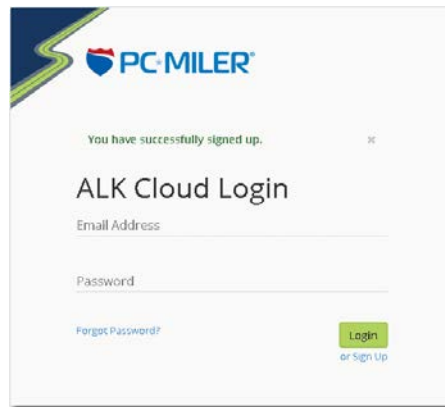 PC*MILER®
You have successfully signed up. ×
ALK Cloud Login
Email Address
Password
Forgot Password?
Login
or Sign Up